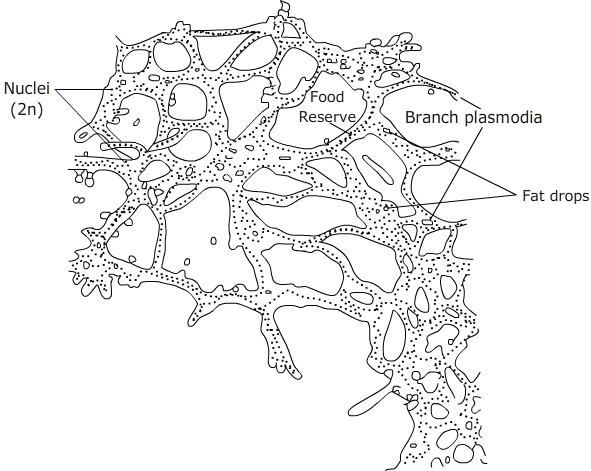 Nuclei
(2n)
Food
Reserve
Branch plasmodia
Fat drops